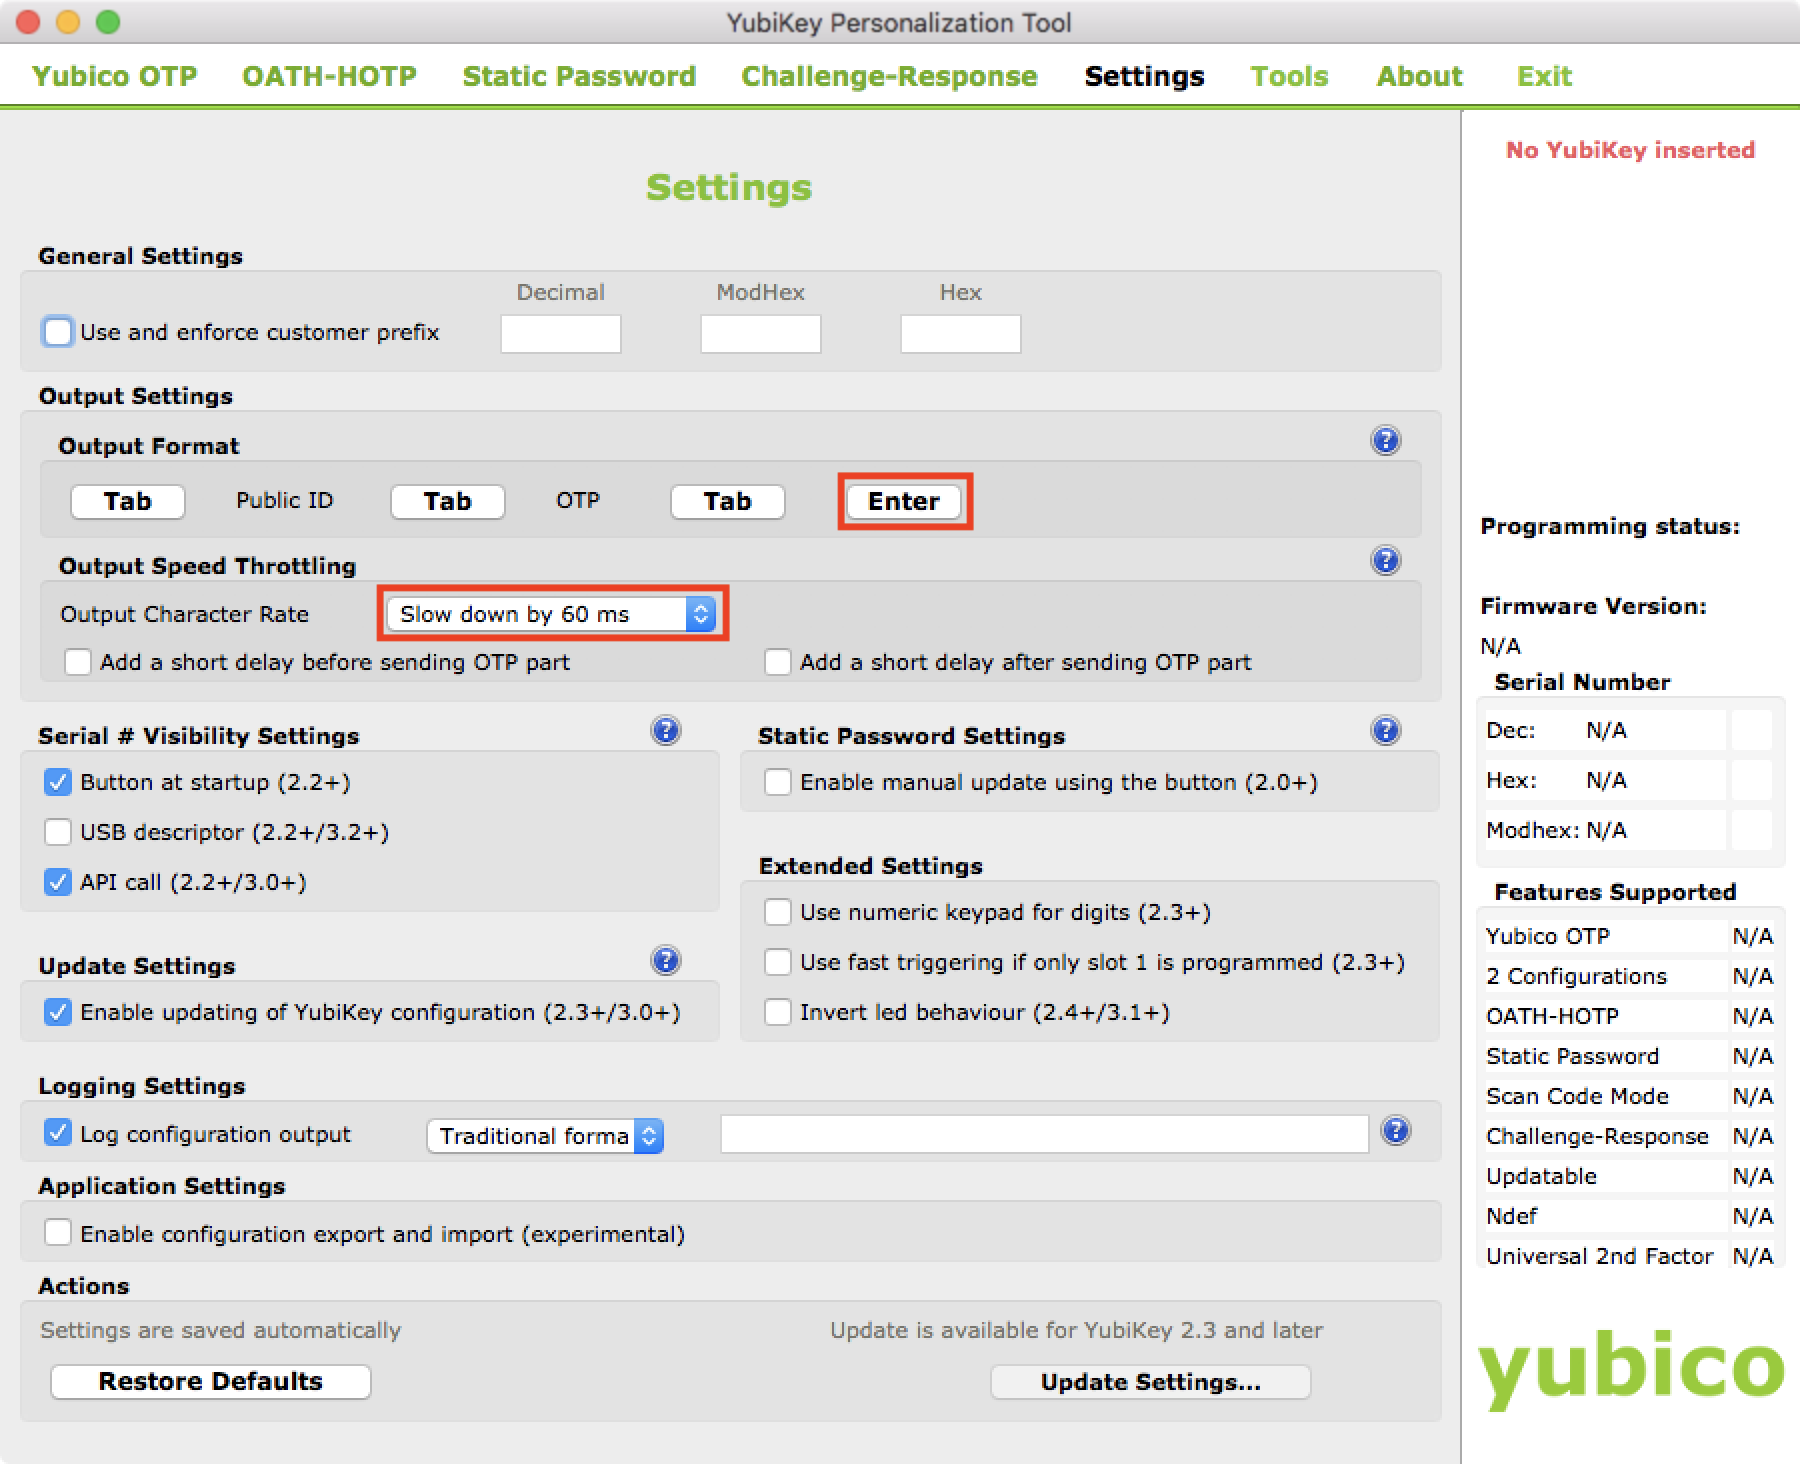 YubiKey Personalization Tool
Yubico OTP OATH-HOTP Static Password Challenge-Response Settings Tools About Exit
No YubiKey inserted
Settings
General Settings
Decimal ModHex Hex
Use and enforce customer prefix
Output Settings
Output Format
Tab Public ID Tab OTP Tab Enter
Output Speed Throttling
Output Character Rate Slow down by 60 ms
Add a short delay before sending OTP part Add a short delay after sending OTP part
Serial # Visibility Settings
Button at startup (2.2+)
USB descriptor (2.2+/3.2+)
API call (2.2+/3.0+)
Static Password Settings
Enable manual update using the button (2.0+)
Extended Settings
Use numeric keypad for digits (2.3+)
Use fast triggering if only slot 1 is programmed (2.3+)
Invert led behaviour (2.4+/3.1+)
Update Settings
Enable updating of YubiKey configuration (2.3+/3.0+)
Logging Settings
Log configuration output Traditional forma
Application Settings
Enable configuration export and import (experimental)
Actions
Settings are saved automatically Update is available for YubiKey 2.3 and later
Restore Defaults Update Settings...
Programming status:
Firmware Version:
N/A
Serial Number
Dec: N/A
Hex: N/A
Modhex: N/A
Features Supported
Yubico OTP N/A
2 Configurations N/A
OATH-HOTP N/A
Static Password N/A
Scan Code Mode N/A
Challenge-Response N/A
Updatable N/A
Ndef N/A
Universal 2nd Factor N/A
yubico